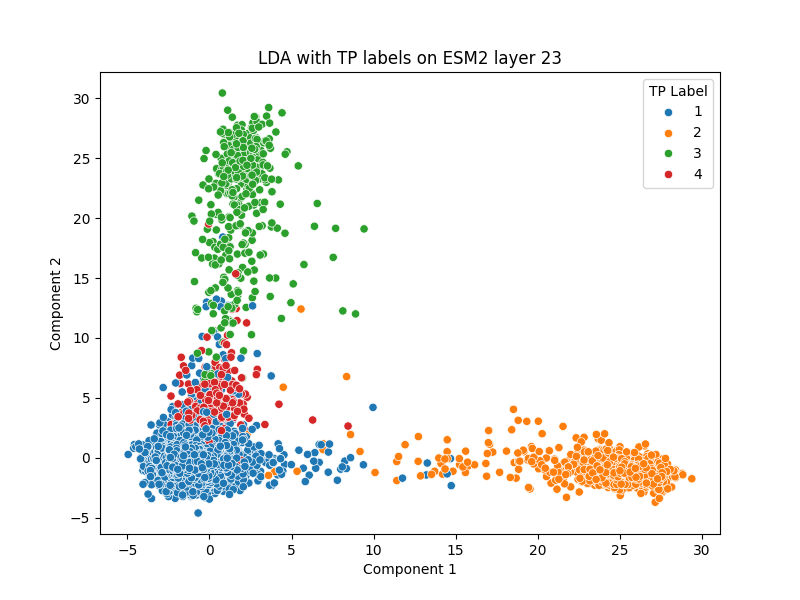 LDA with TP labels on ESM2 layer 23
TP Label
1
2
3
4
30
25
20
15
10
5
0
−5
Component 2
−5 0 5 10 15 20 25 30
Component 1